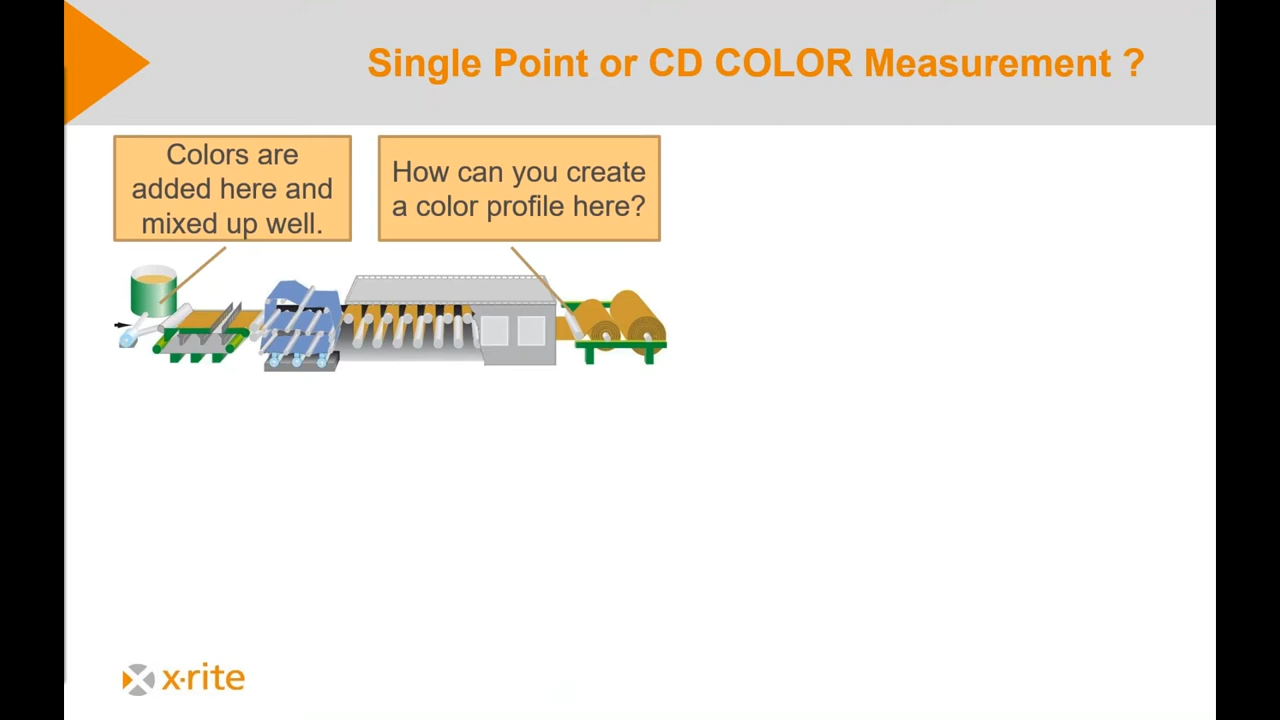 Single Point or CD COLOR Measurement ?
Colors are
added here and
mixed up well.
How can you create
a color profile here?
x·rite